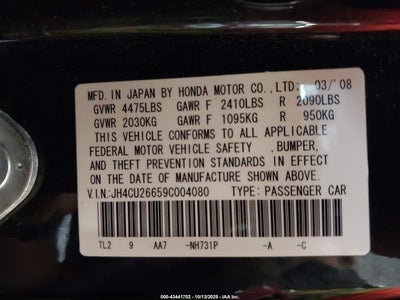 MFD. IN JAPAN BY HONDA MOTOR CO., LTD: 03/'08
GVWR 4475LBS GAWR F 2410LBS R 2090LBS
GVWR 2030KG GAWR F 1095KG R 950KG
THIS VEHICLE CONFORMS TO ALL APPLICABLE
FEDERAL MOTOR VEHICLE SAFETY ,BUMPER,
AND THEFT PREVENTION STANDARDS IN EFFECT
ON THE DATE OF MANUFACTURE SHOWN ABOVE.
V.I.N:JH4CU26659C004080 TYPE: PASSENGER CAR
TL2 9 AA7 -NH731P -A -C
000-43441702 - 10/13/2025 - IAA Inc.